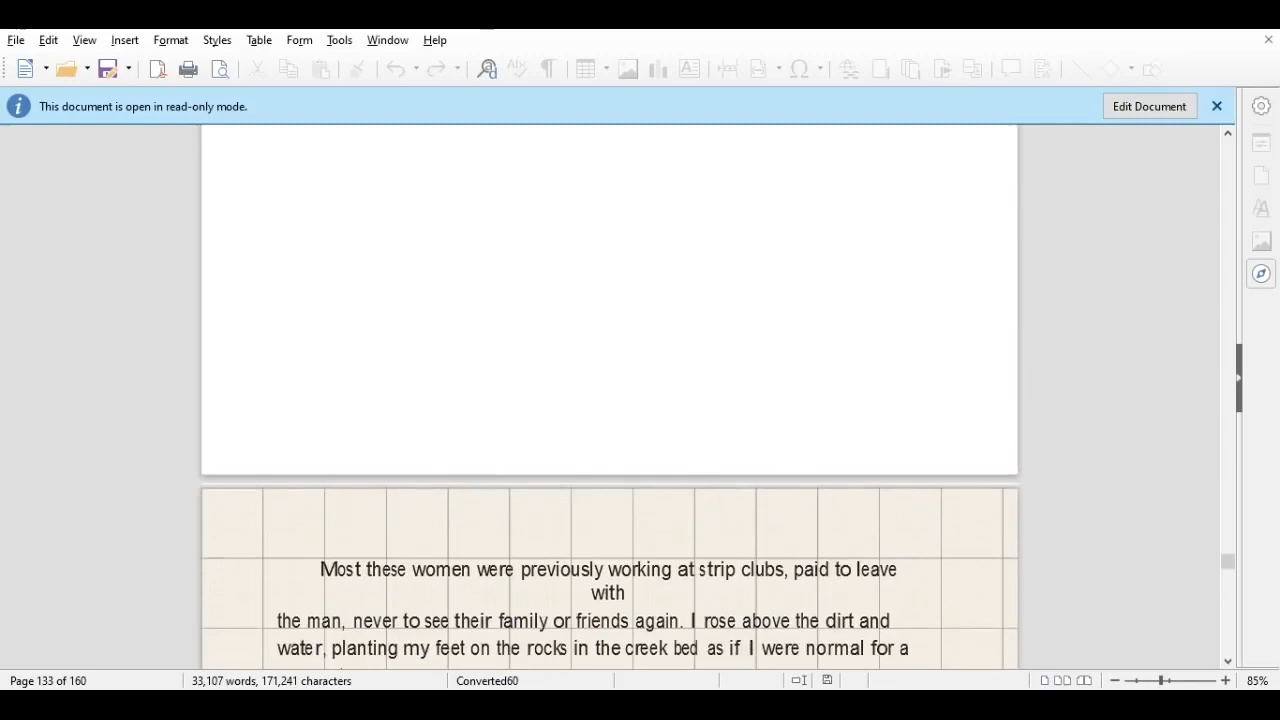 File Edit View Insert Format Styles Table Form Tools Window Help
This document is open in read-only mode.
Edit Document
Most these women were previously working at strip clubs, paid to leave
with
the man, never to see their family or friends again. I rose above the dirt and
water, planting my feet on the rocks in the creek bed as if I were normal for a
Page 133 of 160
33,107 words, 171,241 characters
Converted60
85%